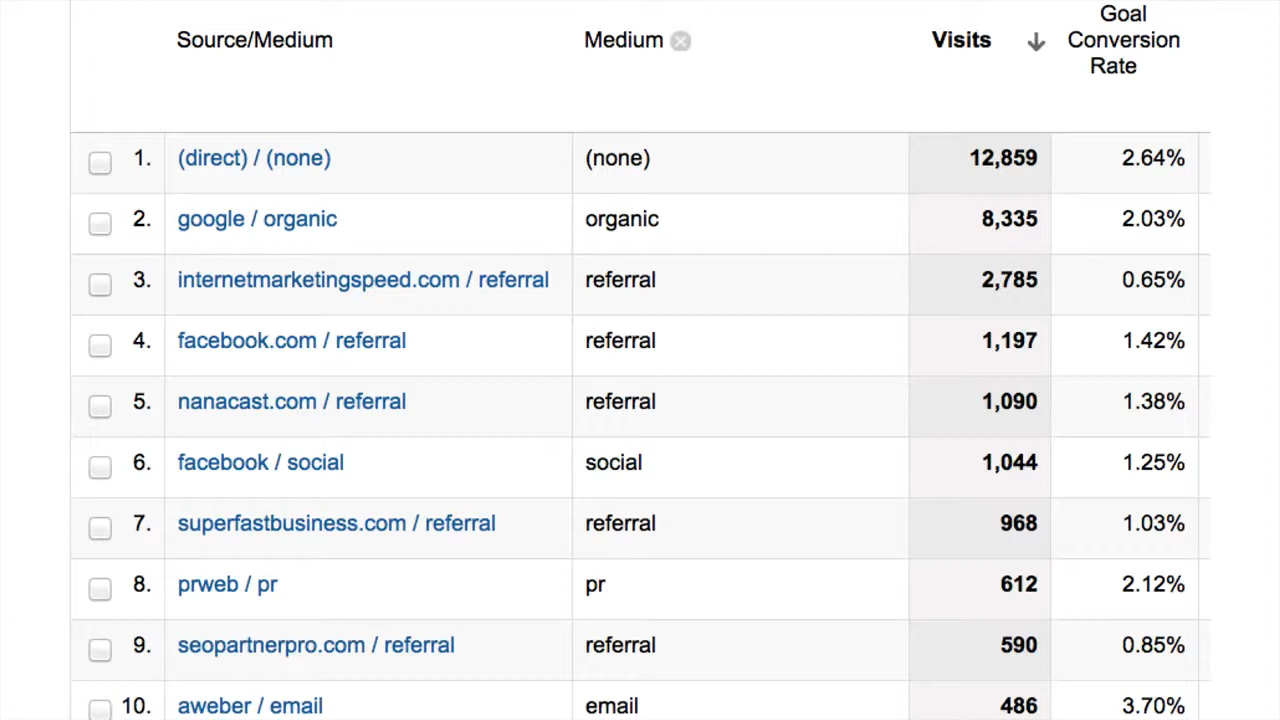 Source/Medium Medium Visits Goal Conversion Rate
1. (direct) / (none) (none) 12,859 2.64%
2. google / organic organic 8,335 2.03%
3. internetmarketingspeed.com / referral referral 2,785 0.65%
4. facebook.com / referral referral 1,197 1.42%
5. nanacast.com / referral referral 1,090 1.38%
6. facebook / social social 1,044 1.25%
7. superfastbusiness.com / referral referral 968 1.03%
8. prweb / pr pr 612 2.12%
9. seopartnerpro.com / referral referral 590 0.85%
10. aweber / email email 486 3.70%